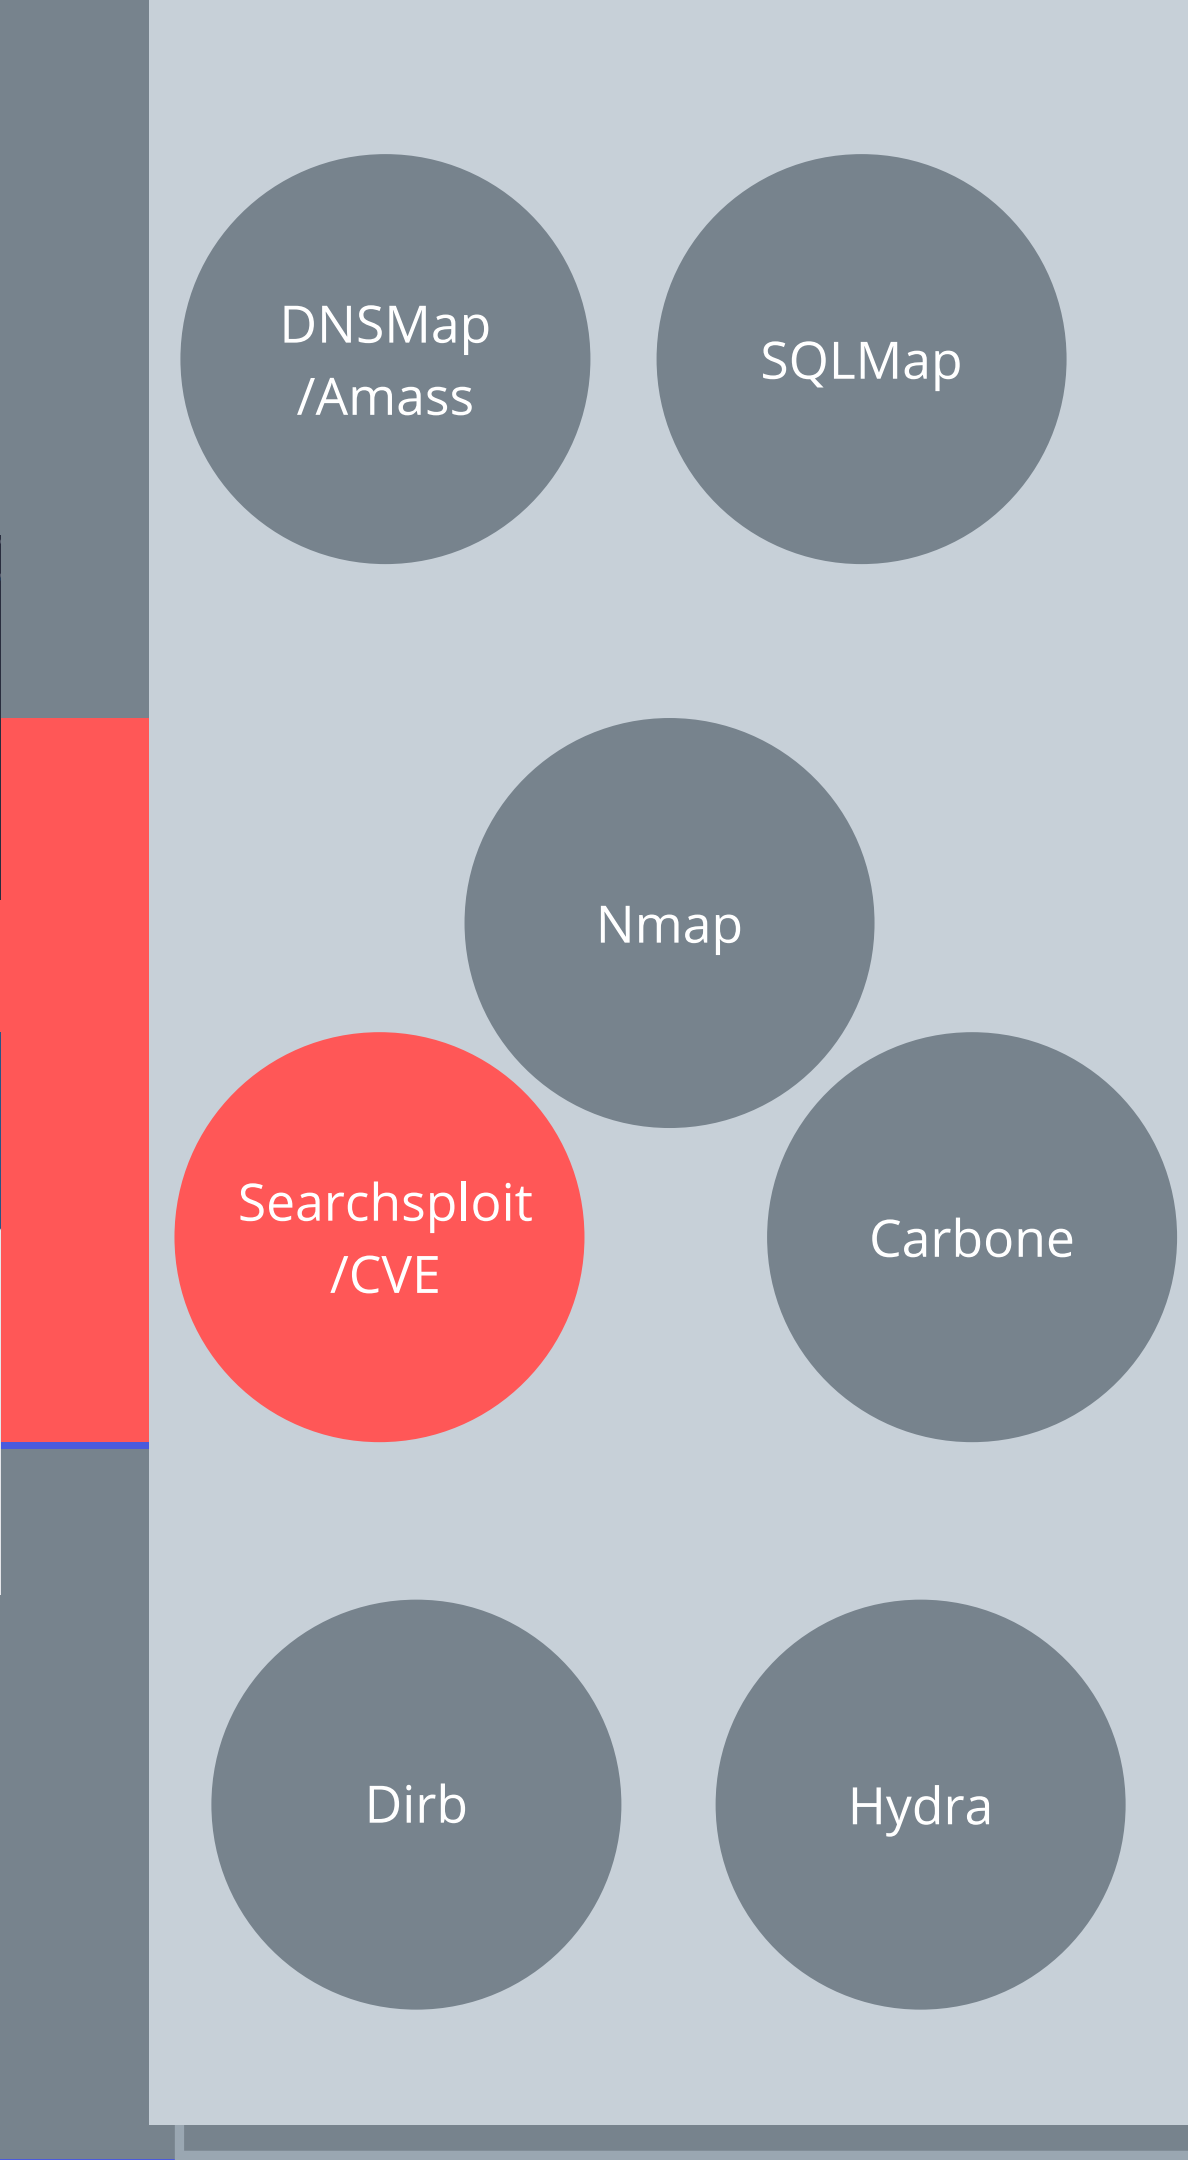 DNSMap
/Amass
SQLMap
Nmap
Searchsploit
/CVE
Carbone
Dirb
Hydra